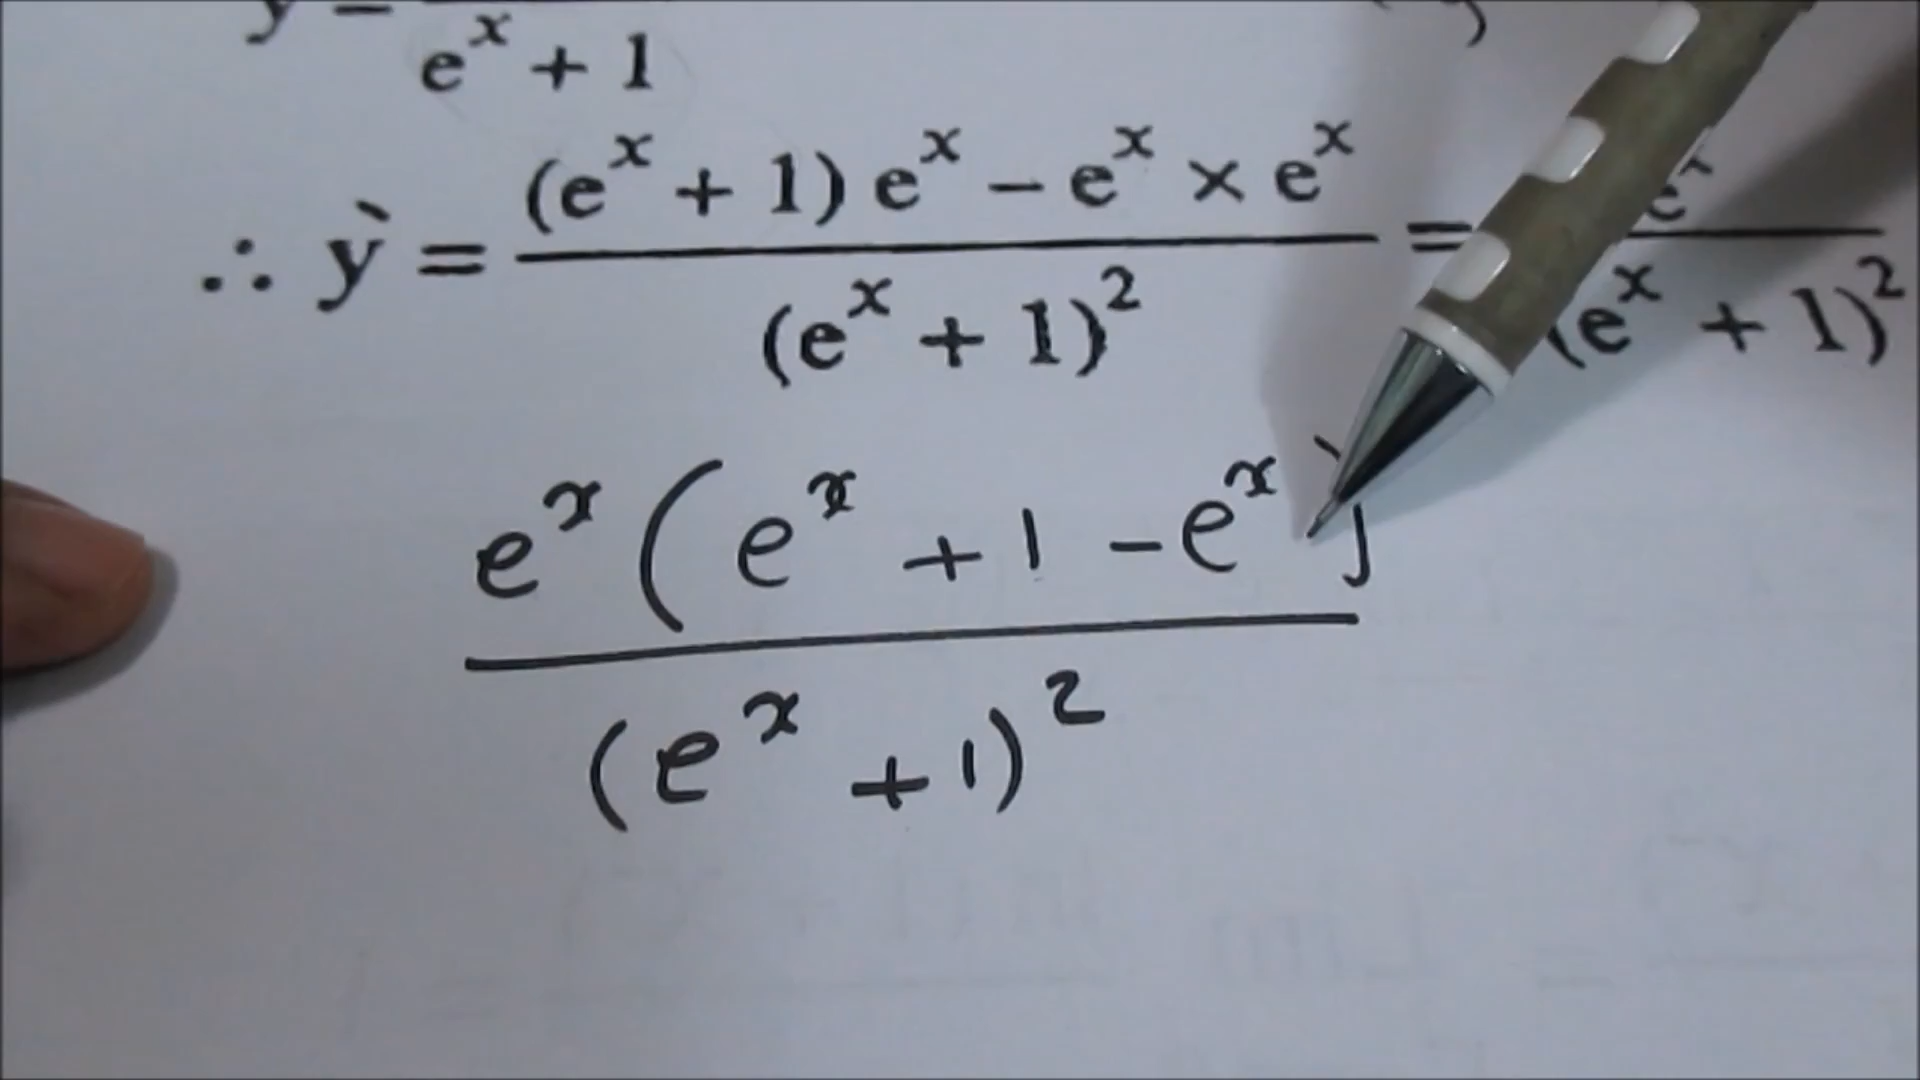 y = 
e^x + 1
∴ y` = ((e^x + 1) e^x − e^x × e^x) / (e^x + 1)^2 = e^x / (e^x + 1)^2
e^x (e^x + 1 − e^x)
(e^x + 1)^2